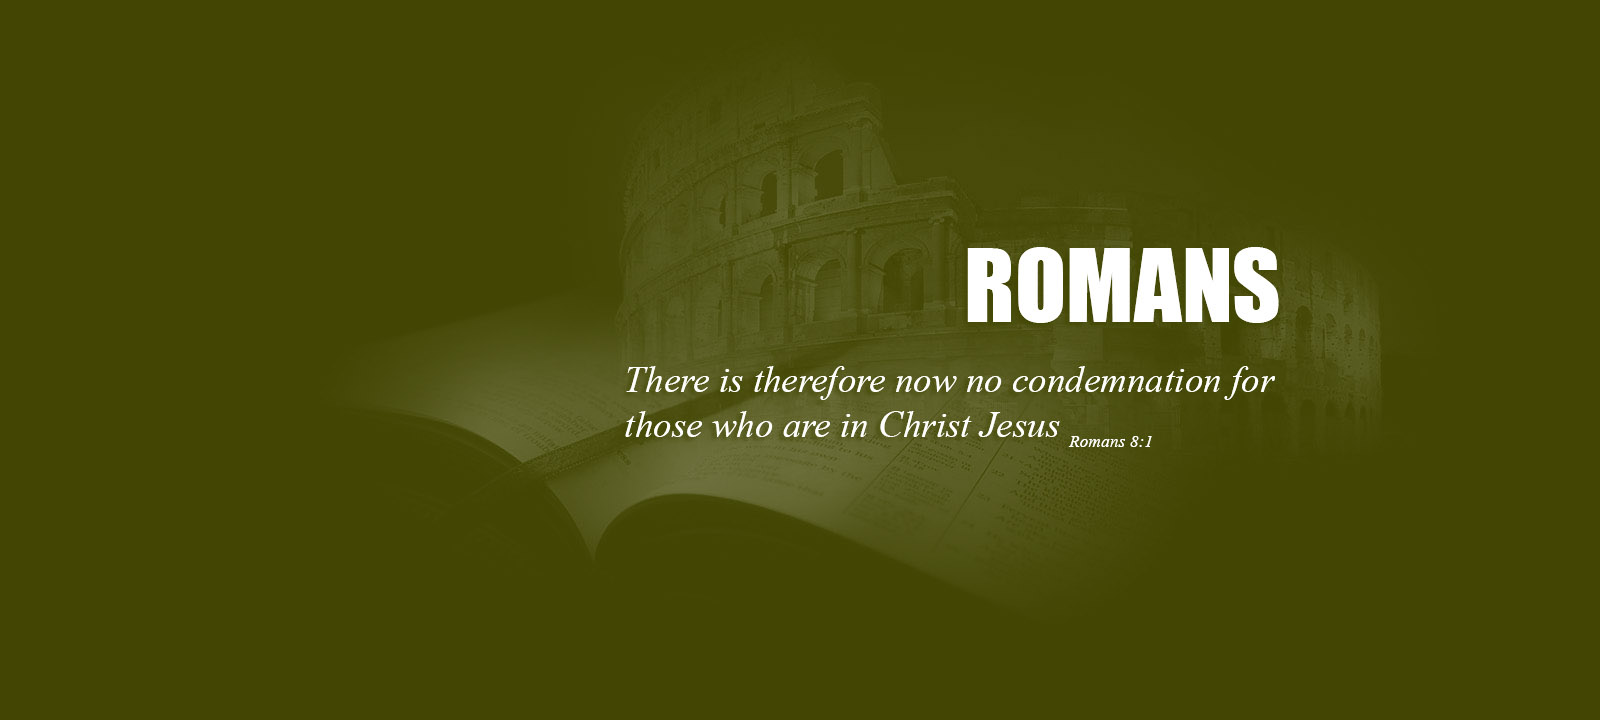 ROMANS
There is therefore now no condemnation for
those who are in Christ Jesus Romans 8:1